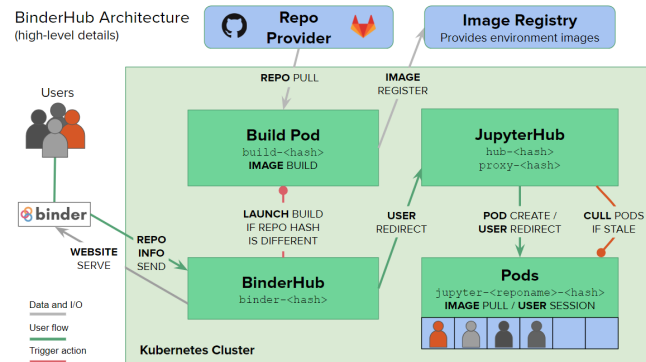 BinderHub Architecture
(high-level details)
Repo
Provider
Image Registry
Provides environment images
REPO PULL
IMAGE
REGISTER
Users
Build Pod
build-<hash>
IMAGE BUILD
JupyterHub
hub-<hash>
proxy-<hash>
binder
REPO
INFO
SEND
WEBSITE
SERVE
LAUNCH BUILD
IF REPO HASH
IS DIFFERENT
USER
REDIRECT
POD CREATE /
USER REDIRECT
CULL PODS
IF STALE
BinderHub
binder-<hash>
Pods
jupyter-<reponame>-<hash>
IMAGE PULL / USER SESSION
Data and I/O
User flow
Trigger action
Kubernetes Cluster